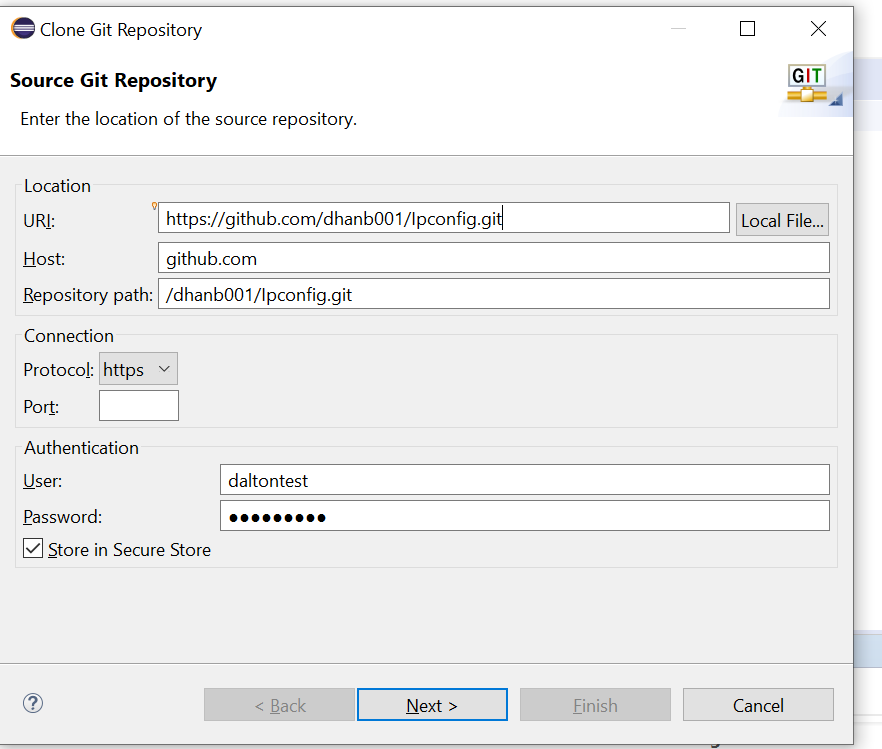 Clone Git Repository
Source Git Repository
GIT
Enter the location of the source repository.
Location
URI: https://github.com/dhanb001/Ipconfig.git Local File...
Host: github.com
Repository path: /dhanb001/Ipconfig.git
Connection
Protocol: https
Port:
Authentication
User: daltontest
Password: ●●●●●●●●●
Store in Secure Store
? < Back Next > Finish Cancel